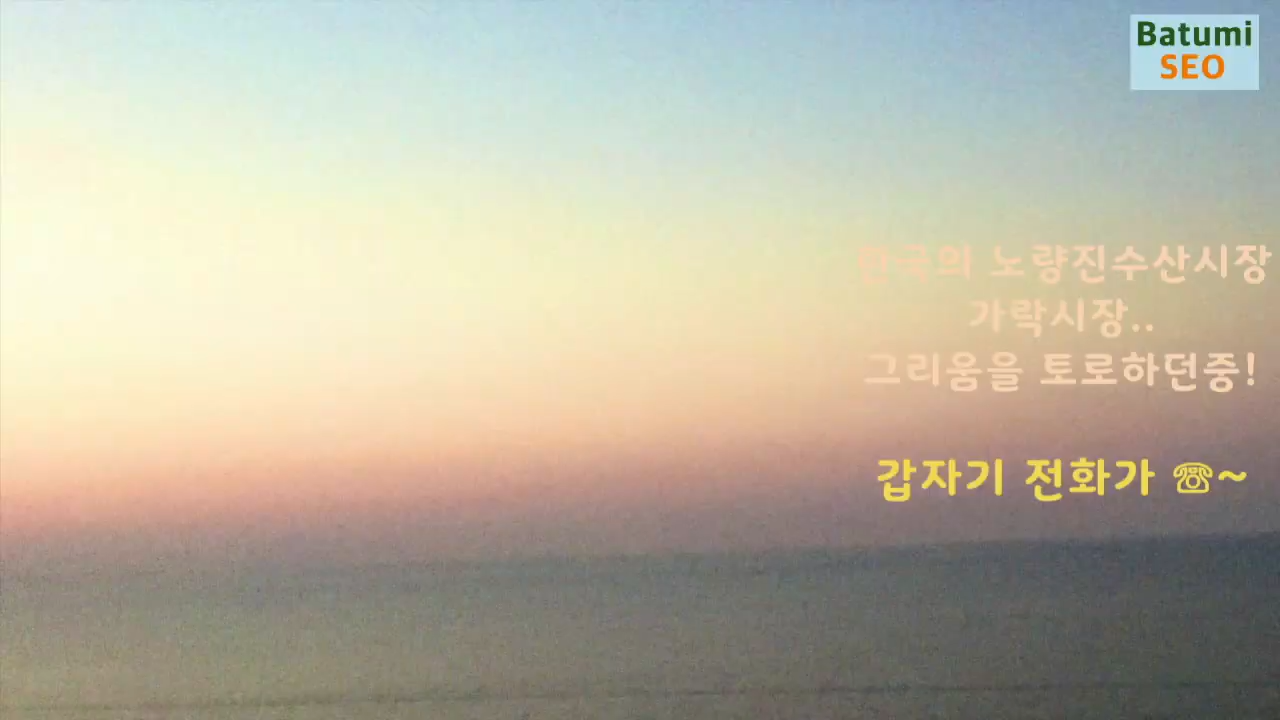 Batumi
SEO
한국의 노량진수산시장
가락시장..
그리움을 토로하던중!
갑자기 전화가 ☏~